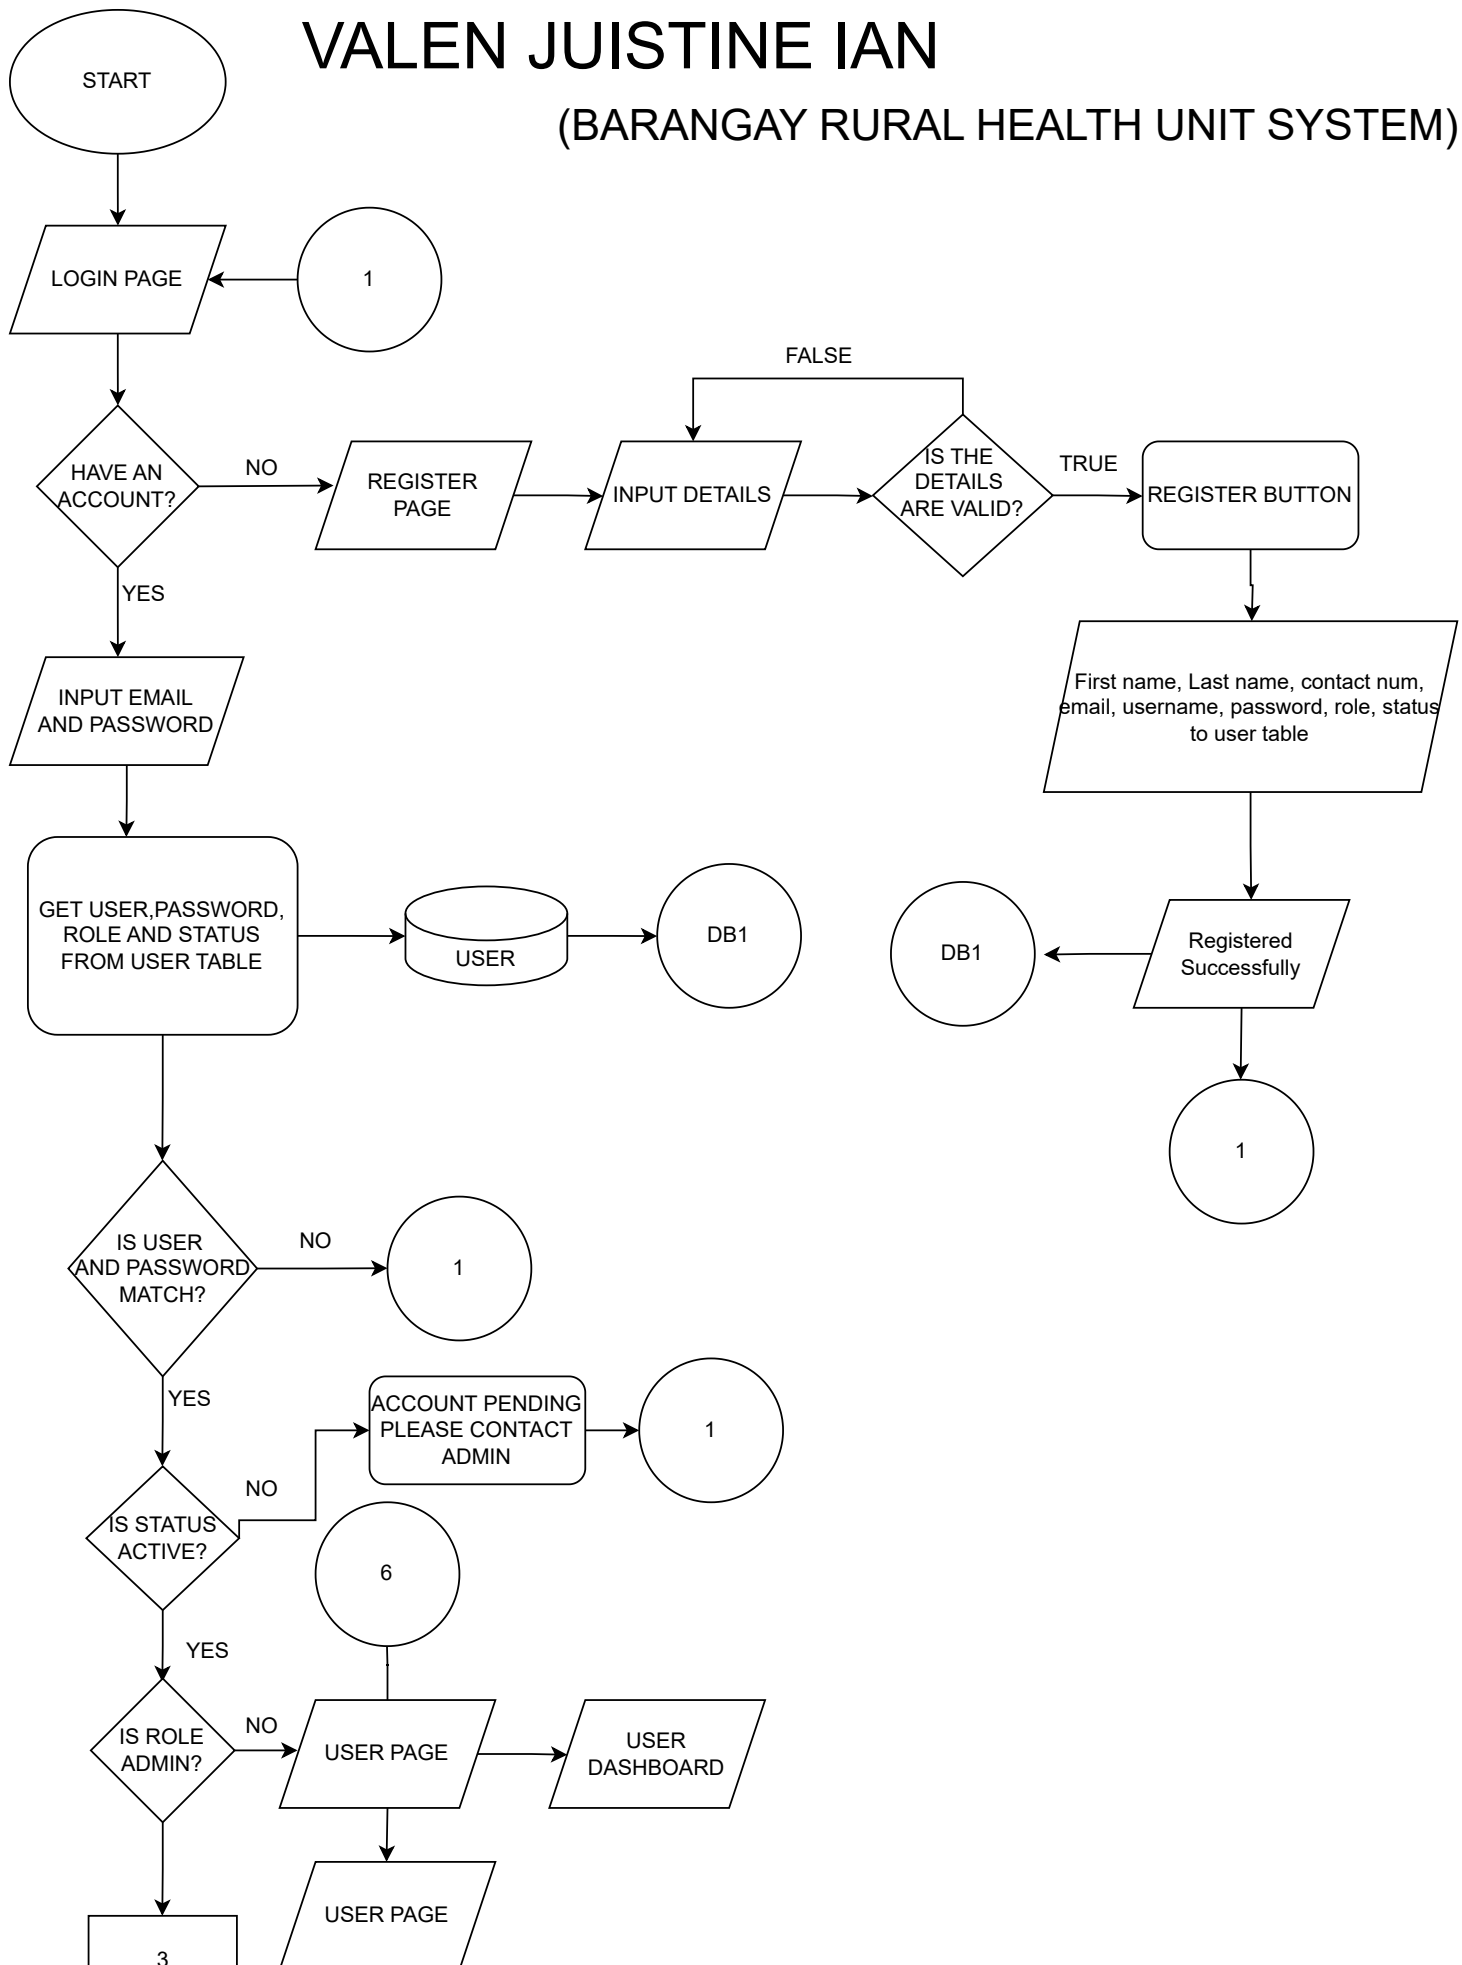 VALEN JUISTINE IAN
(BARANGAY RURAL HEALTH UNIT SYSTEM)
START
LOGIN PAGE
1
HAVE AN
ACCOUNT?
NO
REGISTER
PAGE
INPUT DETAILS
FALSE
IS THE
DETAILS
ARE VALID?
TRUE
REGISTER BUTTON
YES
INPUT EMAIL
AND PASSWORD
First name, Last name, contact num,
email, username, password, role, status
to user table
GET USER,PASSWORD,
ROLE AND STATUS
FROM USER TABLE
USER
DB1
DB1
Registered
Successfully
1
IS USER
AND PASSWORD
MATCH?
NO
1
YES
ACCOUNT PENDING
PLEASE CONTACT
ADMIN
1
NO
IS STATUS
ACTIVE?
6
YES
IS ROLE
ADMIN?
NO
USER PAGE
USER
DASHBOARD
USER PAGE
3